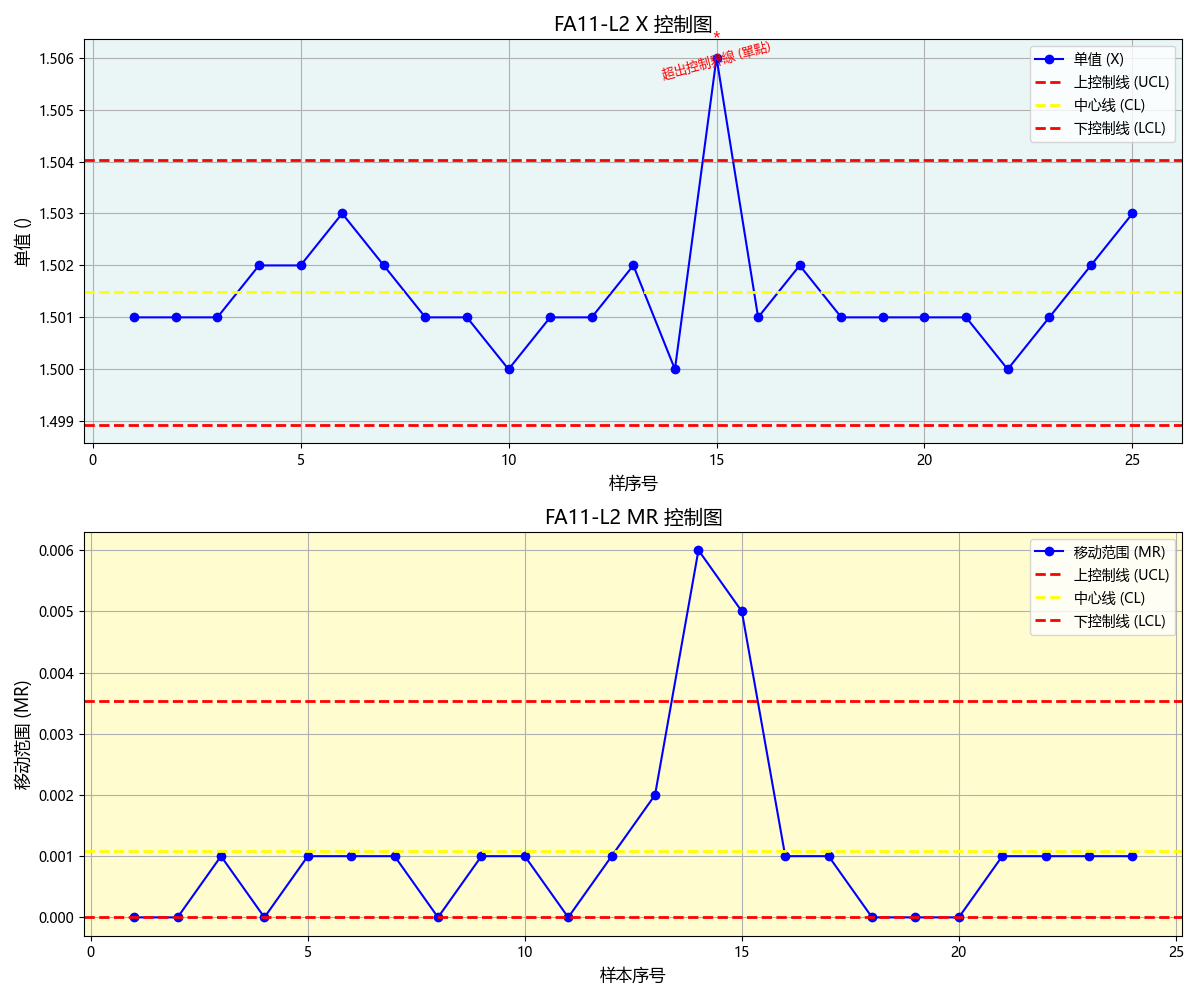 FA11-L2 X 控制图
*
超出控制界線 (單點)
单值 (X)
上控制线 (UCL)
中心线 (CL)
下控制线 (LCL)
单值 ()
1.506
1.505
1.504
1.503
1.502
1.501
1.500
1.499
0 5 10 15 20 25
样序号
FA11-L2 MR 控制图
移动范围 (MR)
上控制线 (UCL)
中心线 (CL)
下控制线 (LCL)
移动范围 (MR)
0.006
0.005
0.004
0.003
0.002
0.001
0.000
0 5 10 15 20 25
样本序号